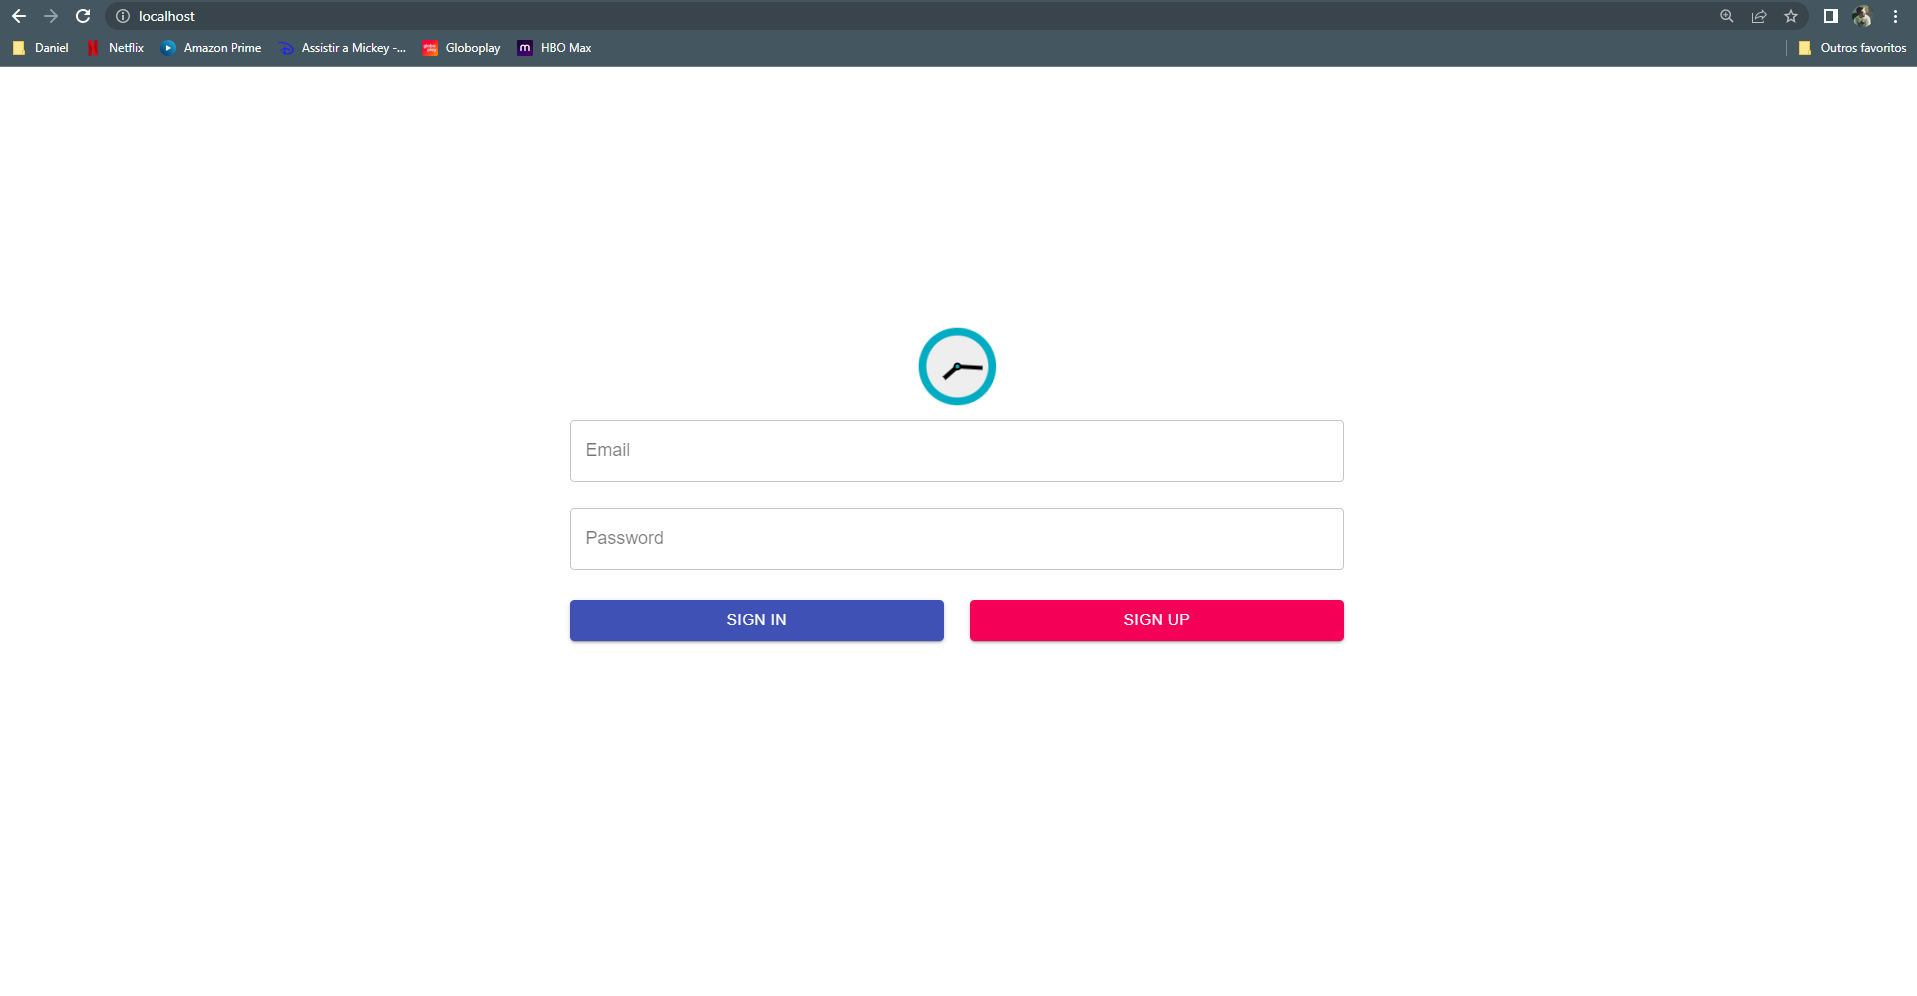 localhost
Daniel Netflix Amazon Prime Assistir a Mickey -... Globoplay HBO Max Outros favoritos
Email
Password
SIGN IN SIGN UP